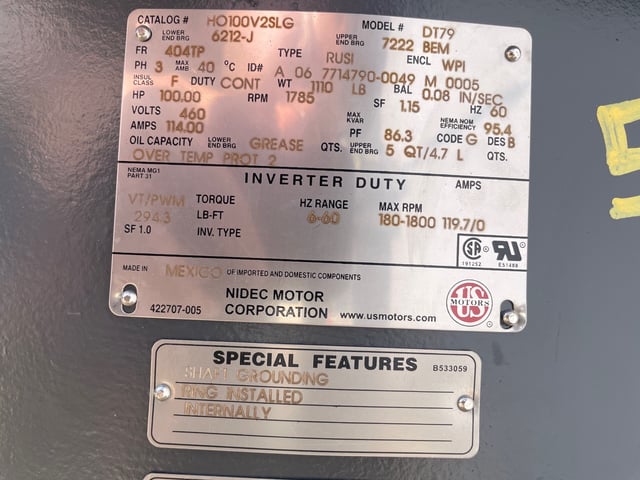 CATALOG # HO100V2SLG MODEL # DT79
LOWER END BRG 6212-J UPPER END BRG 7222 BEM
FR 404TP TYPE RUSI ENCL WPI
PH 3 MAX AMB 40 °C ID# A 06 7714790-0049 M 0005
INSUL CLASS F DUTY CONT WT 1110 LB BAL 0.08 IN/SEC
HP 100.00 RPM 1785 SF 1.15 HZ 60
VOLTS 460 MAX KVAR NEMA NOM EFFICIENCY 95.4
AMPS 114.00 PF 86.3 CODE G DES B
OIL CAPACITY LOWER END BRG GREASE QTS. UPPER END BRG 5 QT/4.7 L QTS.
OVER TEMP PROT 2
NEMA MG1 PART 31 INVERTER DUTY AMPS
VT/PWM TORQUE HZ RANGE MAX RPM
294.3 LB-FT 6-60 180-1800 119.7/0
SF 1.0 INV. TYPE
SA 191252 E51488
MADE IN MEXICO OF IMPORTED AND DOMESTIC COMPONENTS
422707-005 NIDEC MOTOR CORPORATION www.usmotors.com
US MOTORS
SPECIAL FEATURES B533059
SHAFT GROUNDING
RING INSTALLED
INTERNALLY